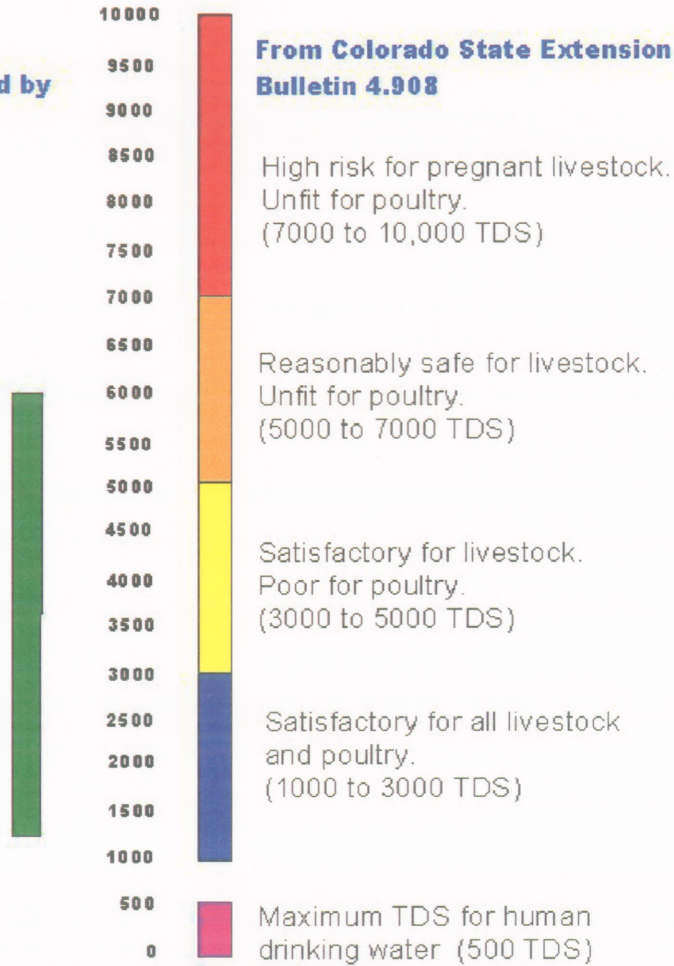 d by
10000
9500
9000
8500
8000
7500
7000
6500
6000
5500
5000
4500
4000
3500
3000
2500
2000
1500
1000
500
0
From Colorado State Extension
Bulletin 4.908
High risk for pregnant livestock.
Unfit for poultry.
(7000 to 10,000 TDS)
Reasonably safe for livestock.
Unfit for poultry.
(5000 to 7000 TDS)
Satisfactory for livestock.
Poor for poultry.
(3000 to 5000 TDS)
Satisfactory for all livestock
and poultry.
(1000 to 3000 TDS)
Maximum TDS for human
drinking water (500 TDS)